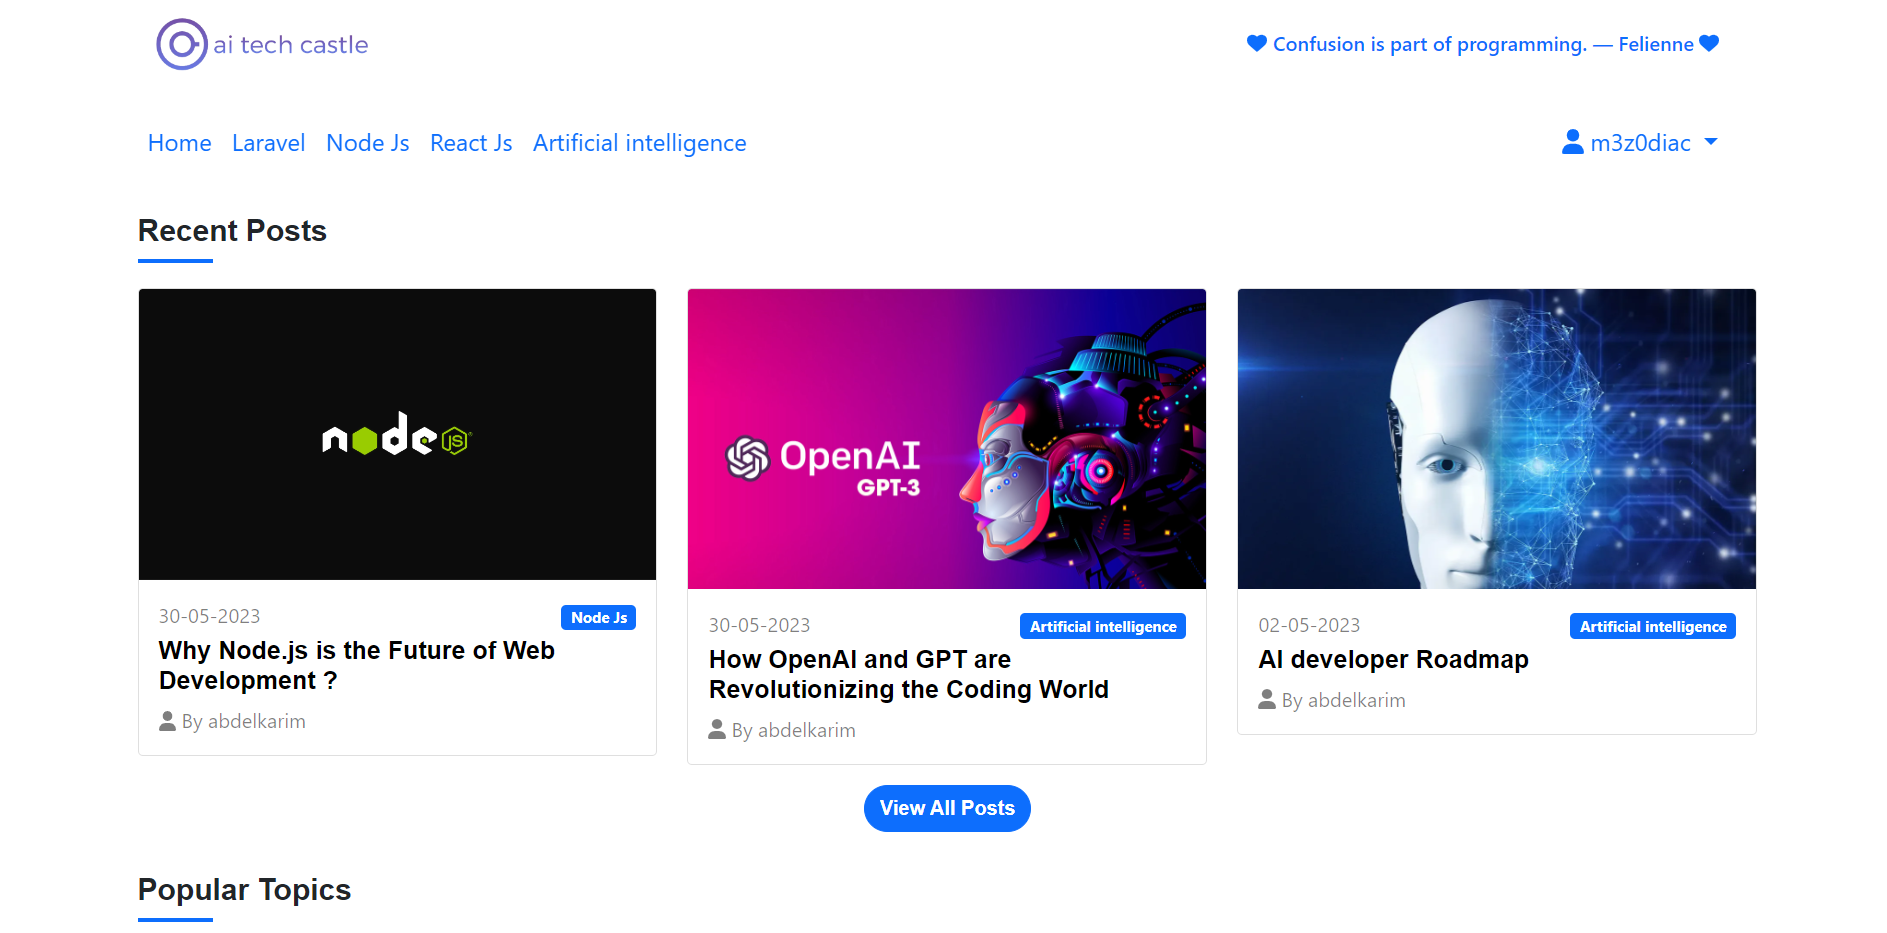 ai tech castle
Confusion is part of programming. — Felienne
Home Laravel Node Js React Js Artificial intelligence
m3z0diac
Recent Posts
node JS
30-05-2023 Node Js
Why Node.js is the Future of Web
Development ?
By abdelkarim
OpenAI
GPT-3
30-05-2023 Artificial intelligence
How OpenAI and GPT are
Revolutionizing the Coding World
By abdelkarim
02-05-2023 Artificial intelligence
AI developer Roadmap
By abdelkarim
View All Posts
Popular Topics